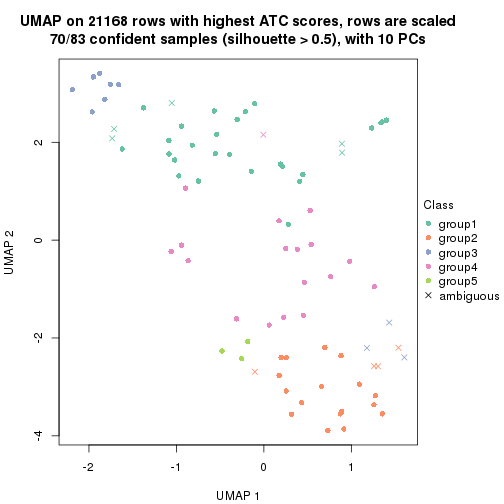 UMAP on 21168 rows with highest ATC scores, rows are scaled
70/83 confident samples (silhouette > 0.5), with 10 PCs
UMAP 2
2
0
-2
-4
-2
-1
0
1
UMAP 1
Class
group1
group2
group3
group4
group5
ambiguous